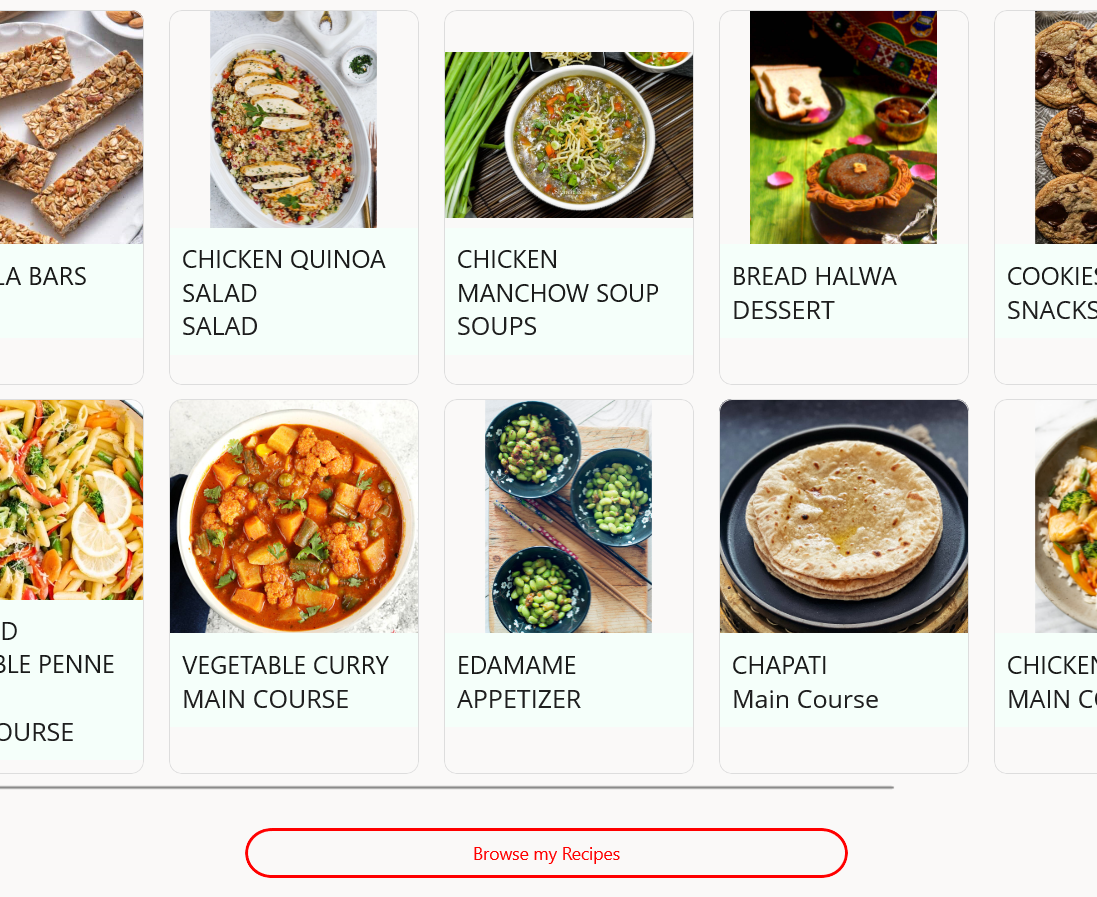 LA BARS
CHICKEN QUINOA
SALAD
SALAD
CHICKEN
MANCHOW SOUP
SOUPS
BREAD HALWA
DESSERT
COOKIES
SNACKS
D
BLE PENNE
OURSE
VEGETABLE CURRY
MAIN COURSE
EDAMAME
APPETIZER
CHAPATI
Main Course
CHICKEN
MAIN CO
Browse my Recipes